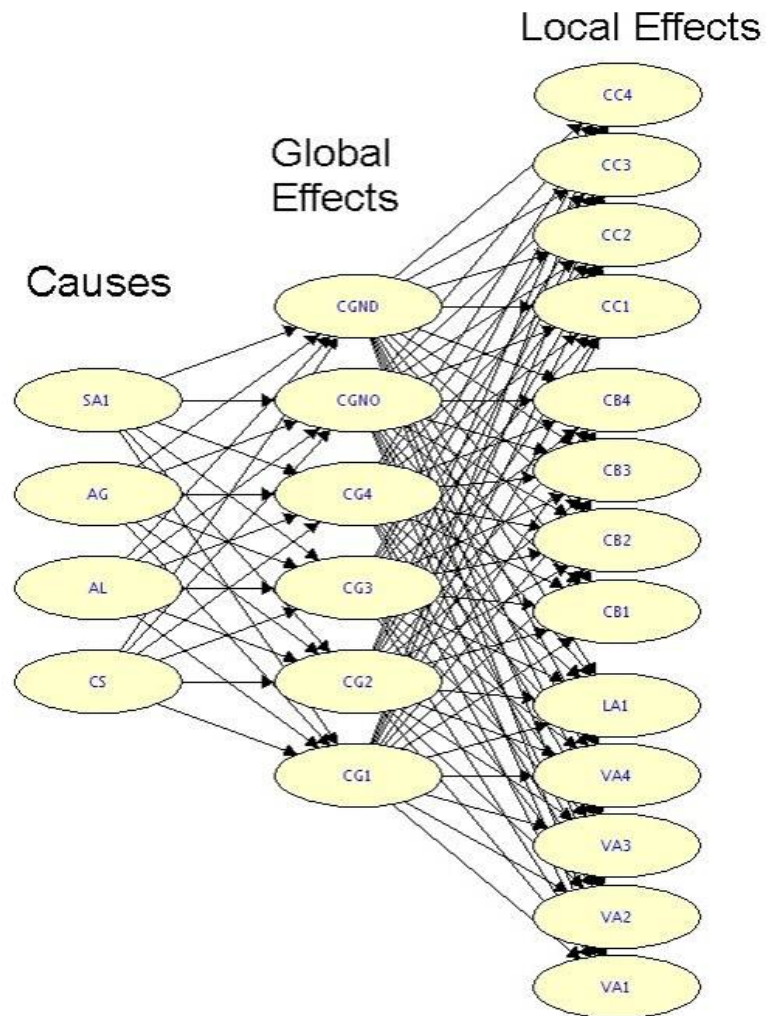 Local Effects
CC4
CC3
CC2
CC1
CB4
CB3
CB2
CB1
LA1
VA4
VA3
VA2
VA1
Global
Effects
CGND
CGNO
CG4
CG3
CG2
CG1
Causes
SA1
AG
AL
CS